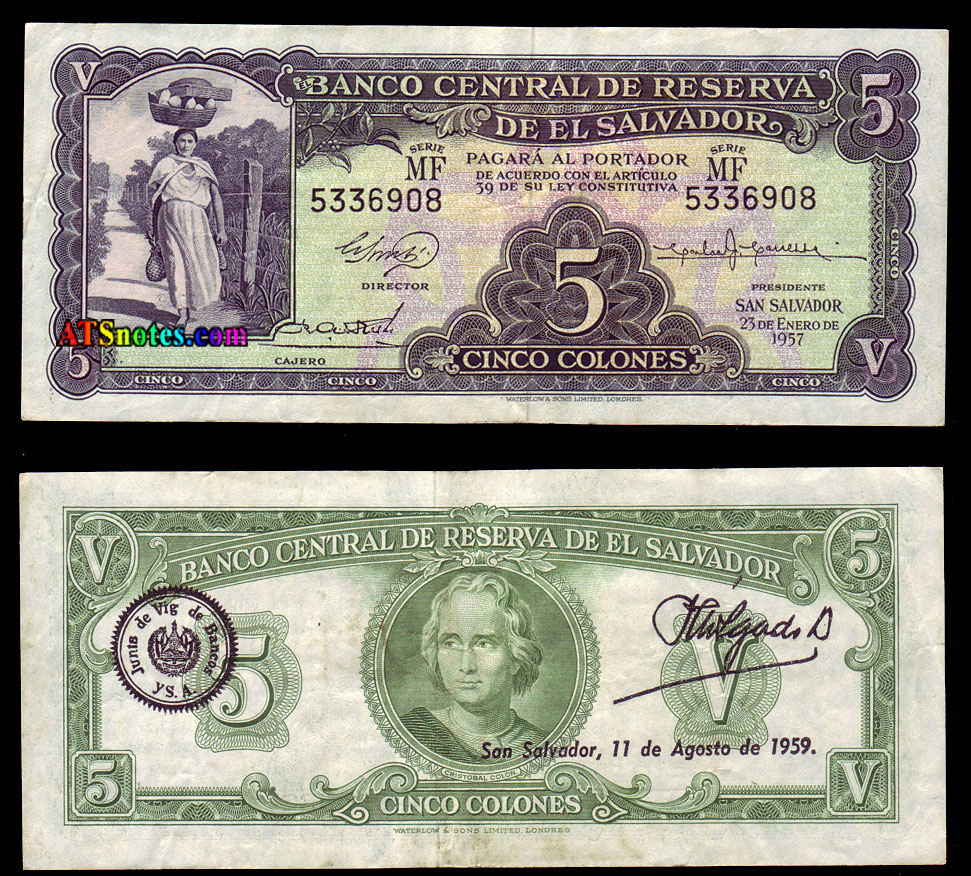 V
BANCO CENTRAL DE RESERVA
DE EL SALVADOR
5
SERIE
MF
5336908
PAGARÁ AL PORTADOR
DE ACUERDO CON EL ARTÍCULO
39 DE SU LEY CONSTITUTIVA
SERIE
MF
5336908
DIRECTOR
5
PRESIDENTE
SAN SALVADOR
23 DE ENERO DE
1957
CINCO
ATSnotes.com
CAJERO
CINCO COLONES
5
V
CINCO
CINCO
CINCO
WATERLOW & SONS LIMITED, LONDRES.
V
BANCO CENTRAL DE RESERVA DE EL SALVADOR
5
Junta de Vig de Bancos
y S. A
5
V
San Salvador, 11 de Agosto de 1959.
CRISTOBAL COLON
5
CINCO COLONES
V
WATERLOW & SONS LIMITED, LONDRES